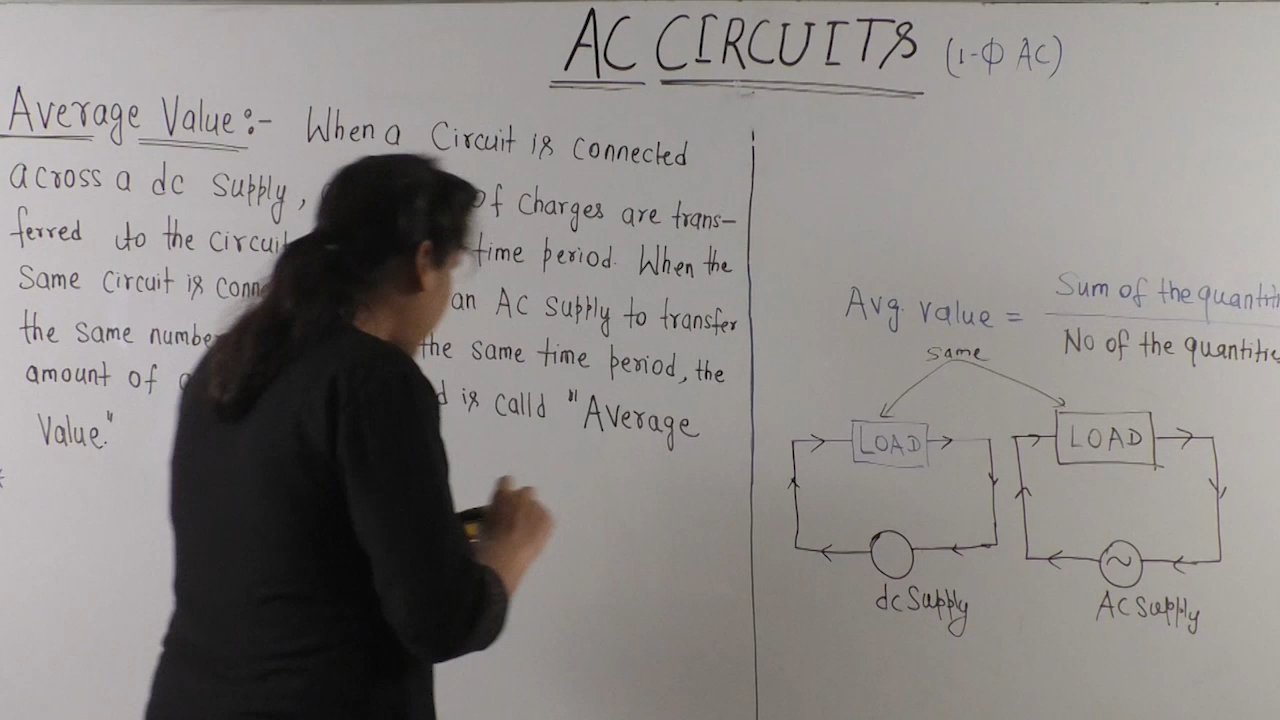 AC CIRCUITS (1-Φ AC)
Average Value:- When a Circuit is connected
across a dc supply, of charges are trans-
ferred to the circuit time period. When the
Same circuit is an AC supply to transfer
the same number the same time period, the
amount of is calld "Average
Value."
Avg. value = Sum of the
No of the
same
LOAD
LOAD
dc Supply
AC Supply